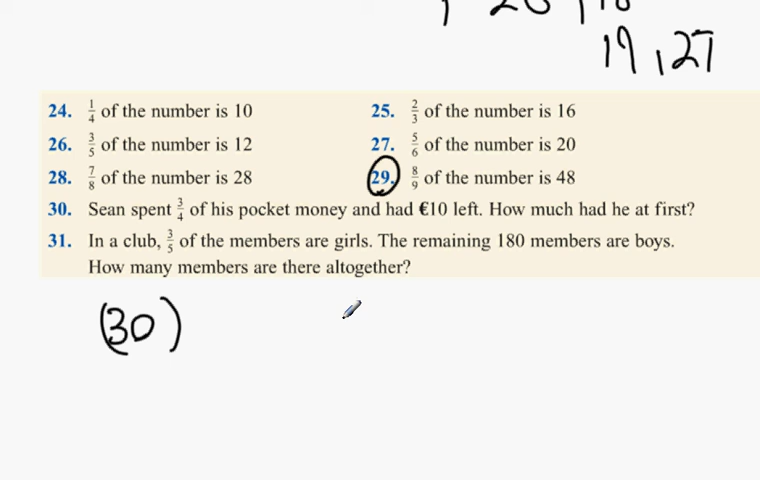 19, 27
24. 1/4 of the number is 10
25. 2/3 of the number is 16
26. 3/5 of the number is 12
27. 5/6 of the number is 20
28. 7/8 of the number is 28
29. 8/9 of the number is 48
30. Sean spent 3/4 of his pocket money and had €10 left. How much had he at first?
31. In a club, 3/5 of the members are girls. The remaining 180 members are boys.
How many members are there altogether?
(30)